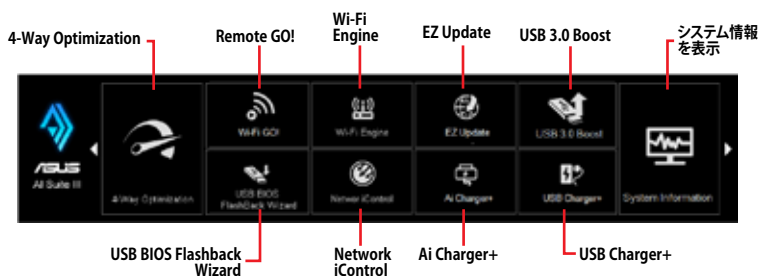 4-Way Optimization
Remote GO!
Wi-Fi
Engine
EZ Update
USB 3.0 Boost
システム情報
を表示
ASUS
AI Suite III
4-Way Optimization
Wi-Fi GO!
Wi-Fi Engine
EZ Update
USB 3.0 Boost
System Information
USB BIOS
FlashBack Wizard
Network iControl
Ai Charger+
USB Charger+
USB BIOS Flashback
Wizard
Network
iControl
Ai Charger+
USB Charger+